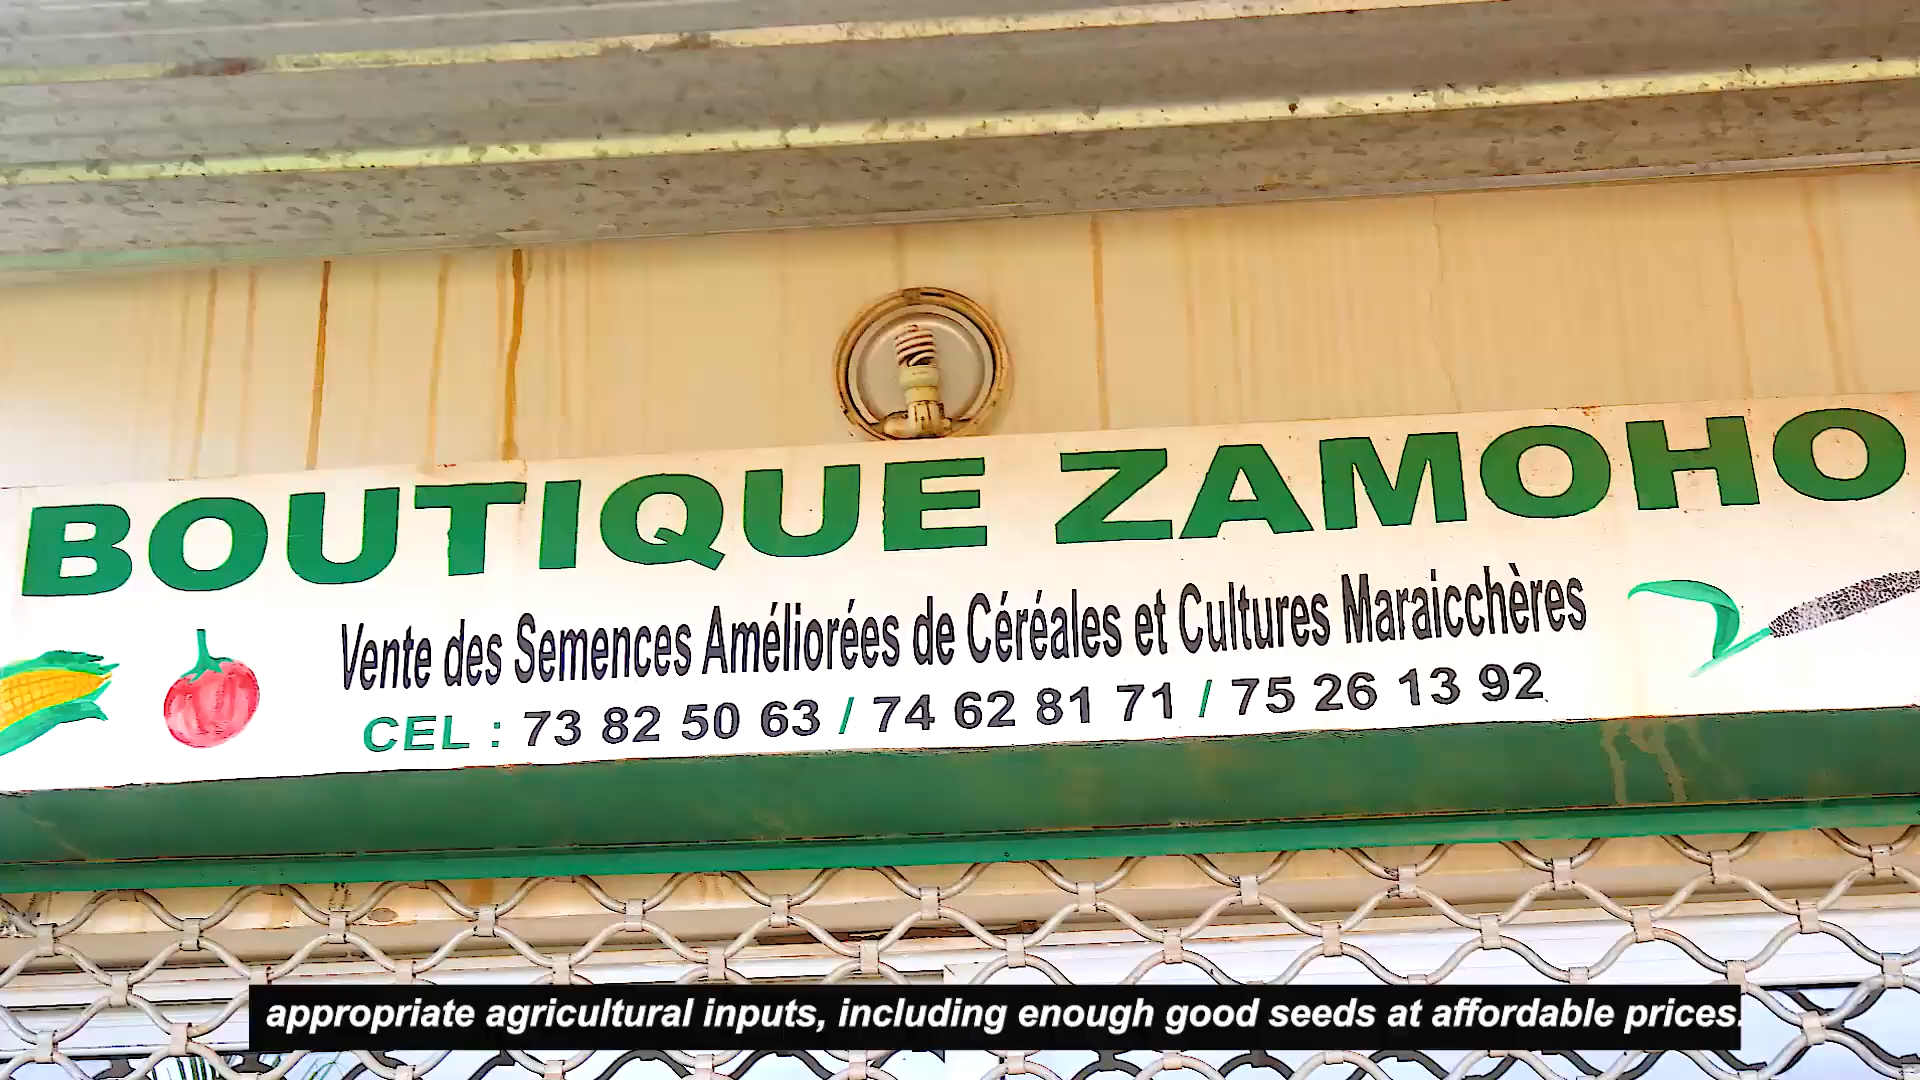 BOUTIQUE ZAMOHO
Vente des Semences Améliorées de Céréales et Cultures Maraicchères
CEL : 73 82 50 63 / 74 62 81 71 / 75 26 13 92
appropriate agricultural inputs, including enough good seeds at affordable prices.